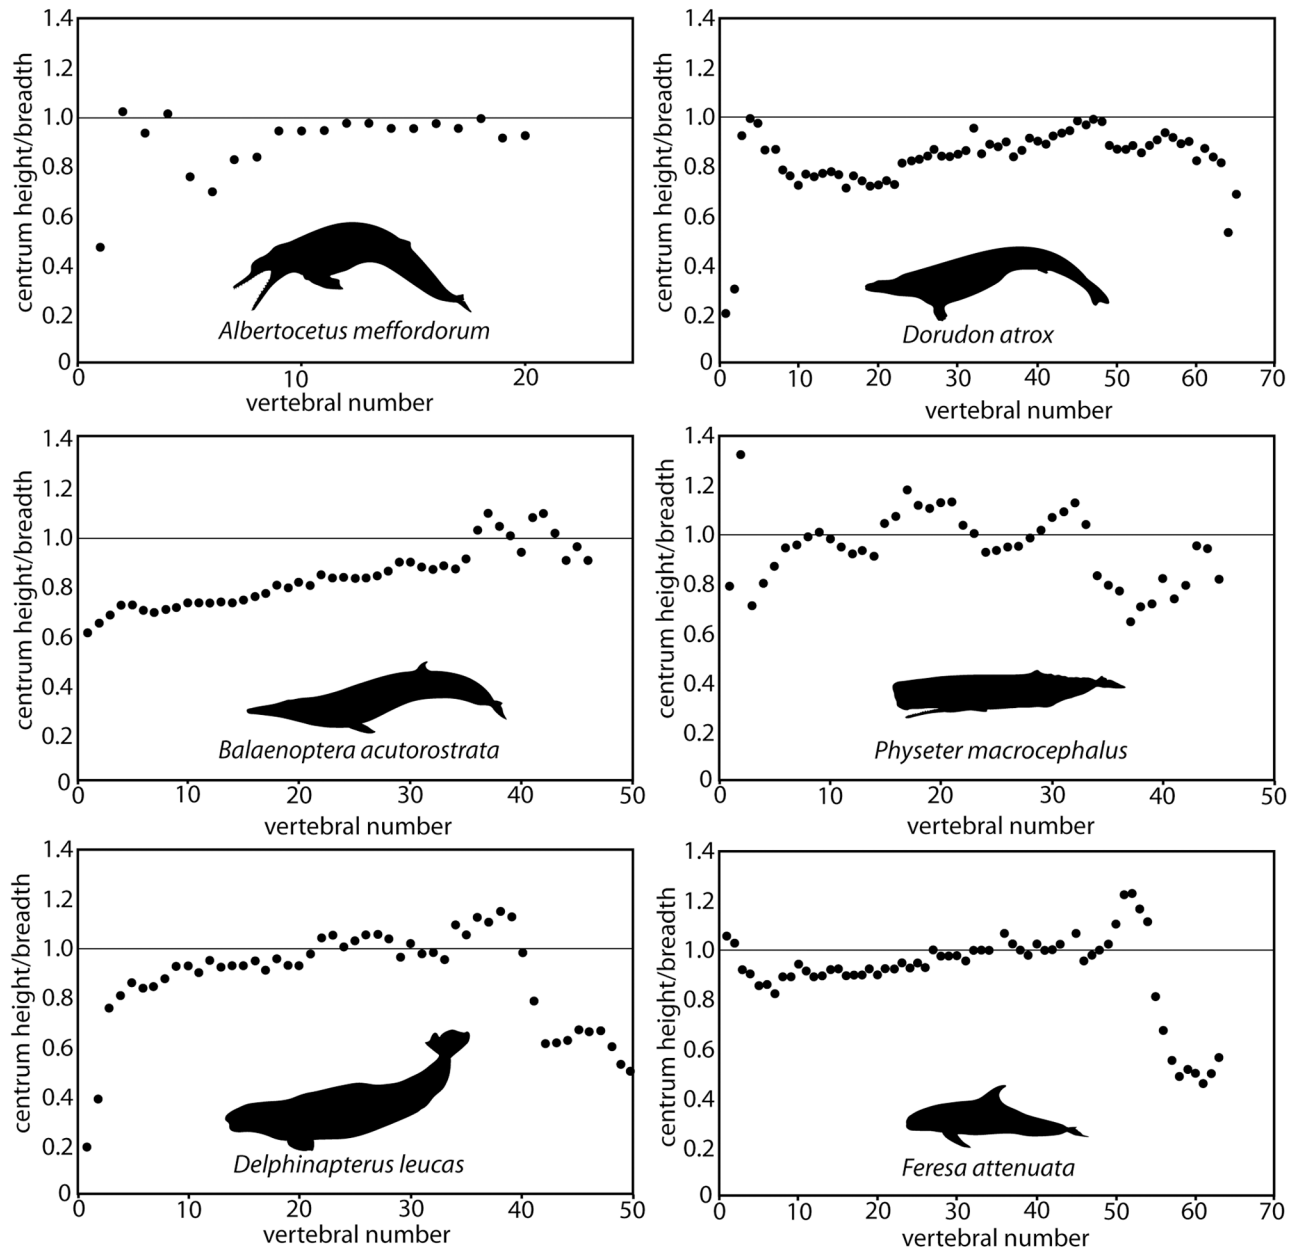 1.4
1.2
1.0
0.8
0.6
0.4
0.2
0
centrum height/breadth
Albertocetus meffordorum
0 10 20
vertebral number
1.4
1.2
1.0
0.8
0.6
0.4
0.2
0
centrum height/breadth
Dorudon atrox
0 10 20 30 40 50 60 70
vertebral number
1.4
1.2
1.0
0.8
0.6
0.4
0.2
0
centrum height/breadth
Balaenoptera acutorostrata
0 10 20 30 40 50
vertebral number
1.4
1.2
1.0
0.8
0.6
0.4
0.2
0
centrum height/breadth
Physeter macrocephalus
0 10 20 30 40 50
vertebral number
1.4
1.2
1.0
0.8
0.6
0.4
0.2
0
centrum height/breadth
Delphinapterus leucas
0 10 20 30 40 50
vertebral number
1.4
1.2
1.0
0.8
0.6
0.4
0.2
0
centrum height/breadth
Feresa attenuata
0 10 20 30 40 50 60 70
vertebral number